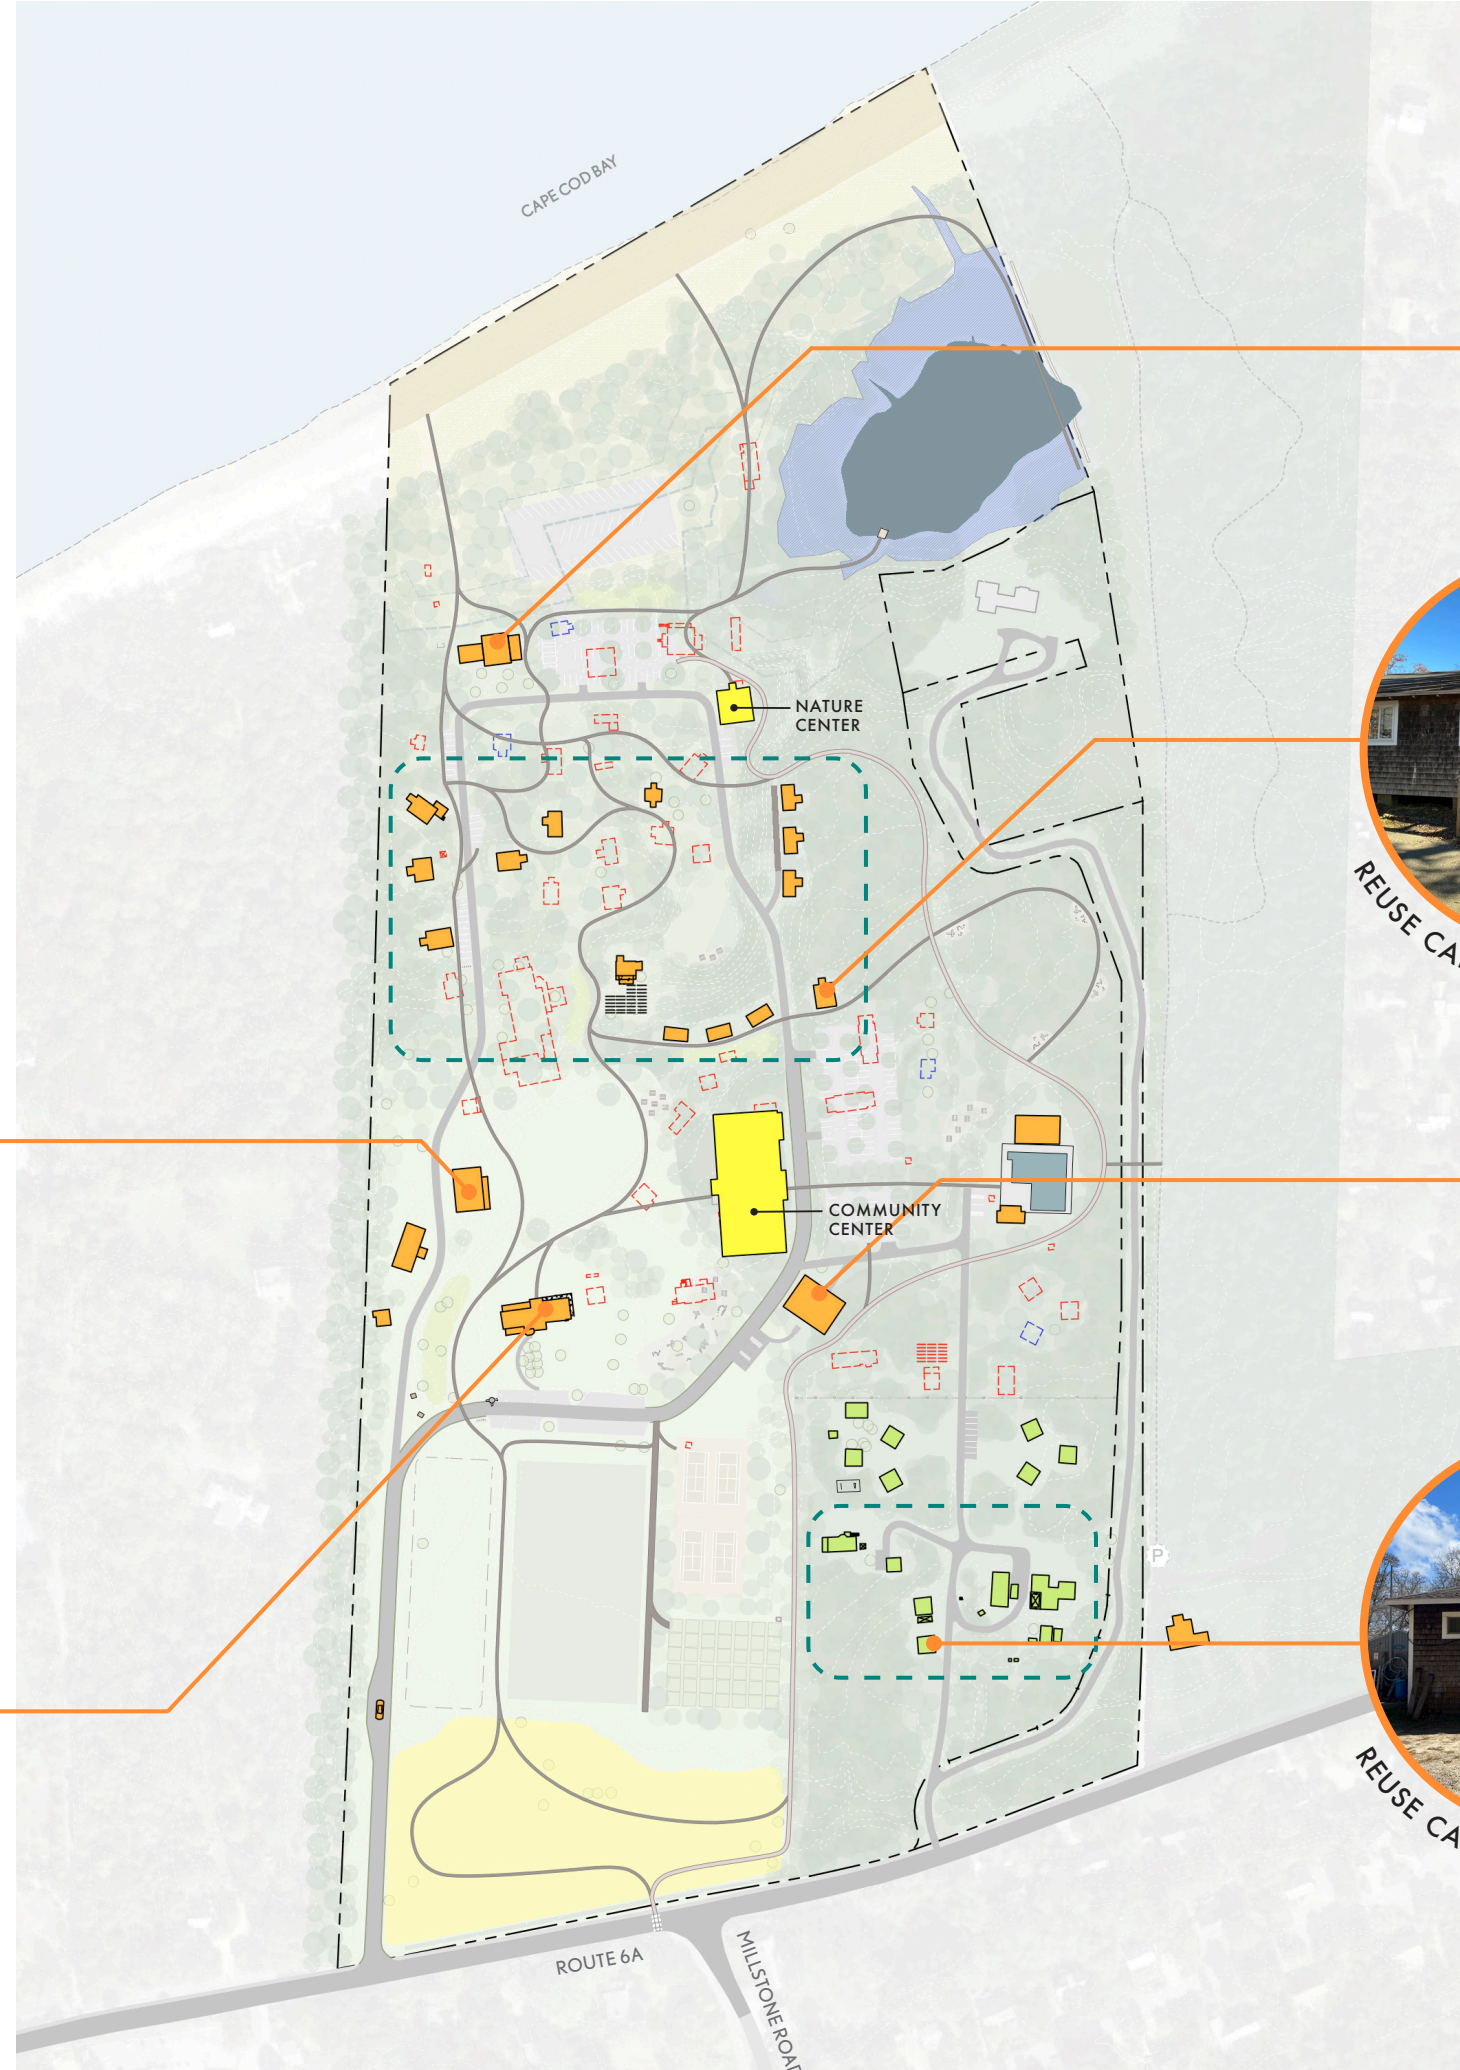 CAPE COD BAY
NATURE
CENTER
REUSE CA
COMMUNITY
CENTER
P
REUSE CA
ROUTE 6A
MILLSTONE ROAD